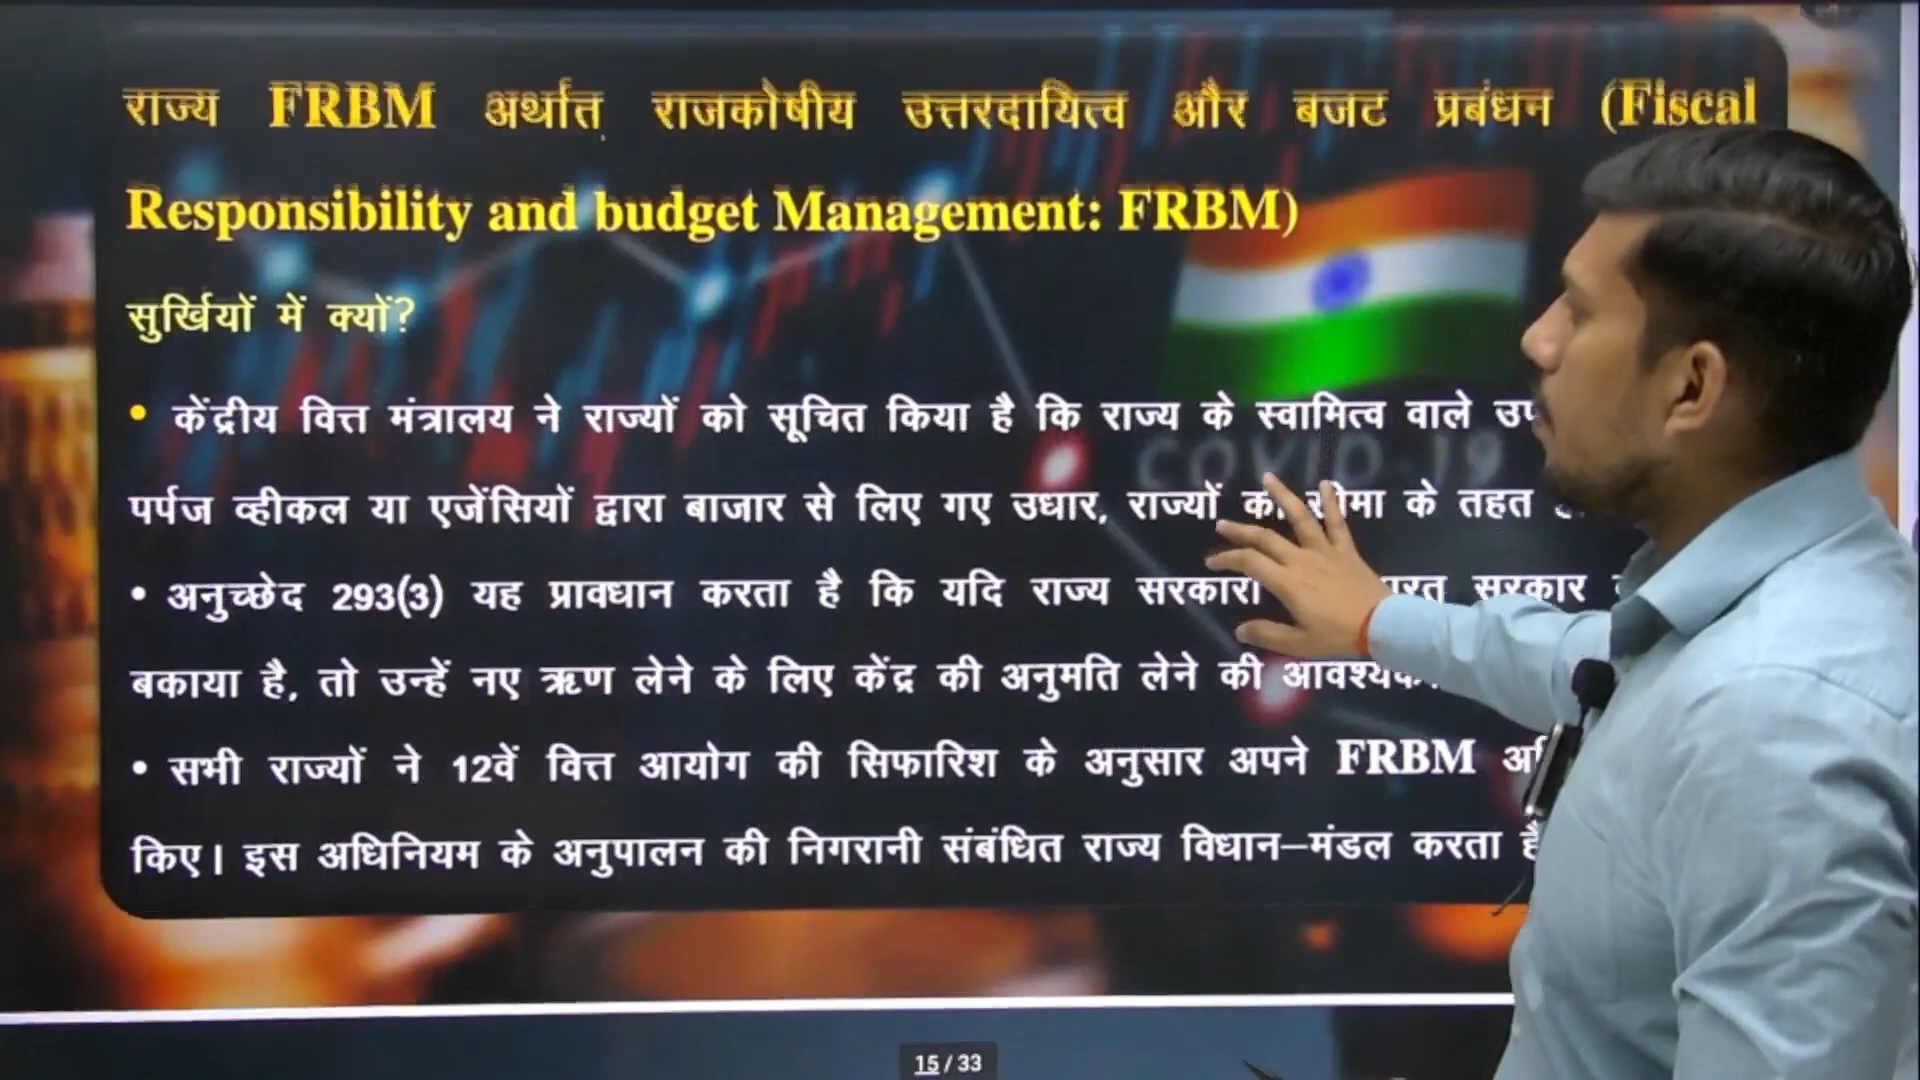 राज्य FRBM अर्थात् राजकोषीय उत्तरदायित्व और बजट प्रबंधन (Fiscal
Responsibility and budget Management: FRBM)
सुर्खियों में क्यों?
• केंद्रीय वित्त मंत्रालय ने राज्यों को सूचित किया है कि राज्य के स्वामित्व वाले
COVID-19
पर्पज व्हीकल या एजेंसियों द्वारा बाजार से लिए गए उधार, राज्यों की सीमा के तहत
• अनुच्छेद 293(3) यह प्रावधान करता है कि यदि राज्य सरकारों सरकार
बकाया है, तो उन्हें नए ऋण लेने के लिए केंद्र की अनुमति लेने की
• सभी राज्यों ने 12वें वित्त आयोग की सिफारिश के अनुसार अपने FRBM
किए। इस अधिनियम के अनुपालन की निगरानी संबंधित राज्य विधान–मंडल करता
15 / 33